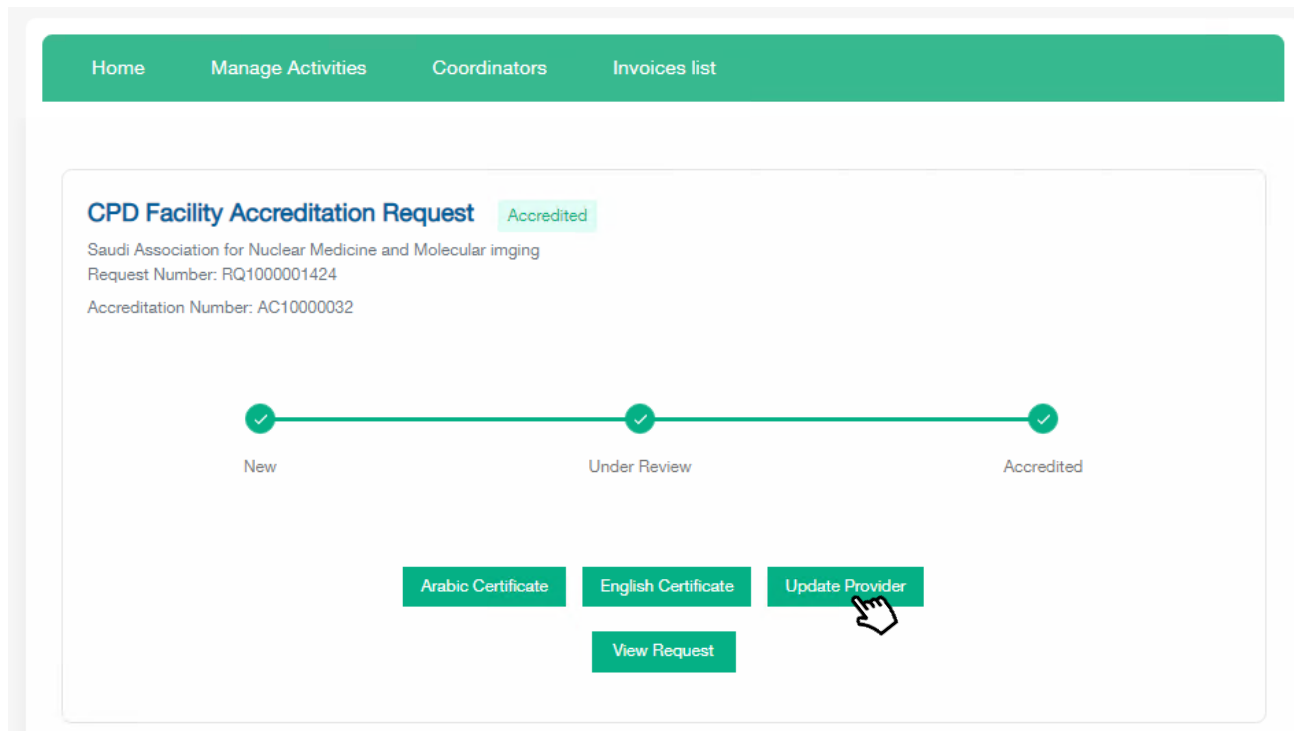 Home Manage Activities Coordinators Invoices list
CPD Facility Accreditation Request Accredited
Saudi Association for Nuclear Medicine and Molecular imging
Request Number: RQ1000001424
Accreditation Number: AC10000032
New Under Review Accredited
Arabic Certificate English Certificate Update Provider
View Request